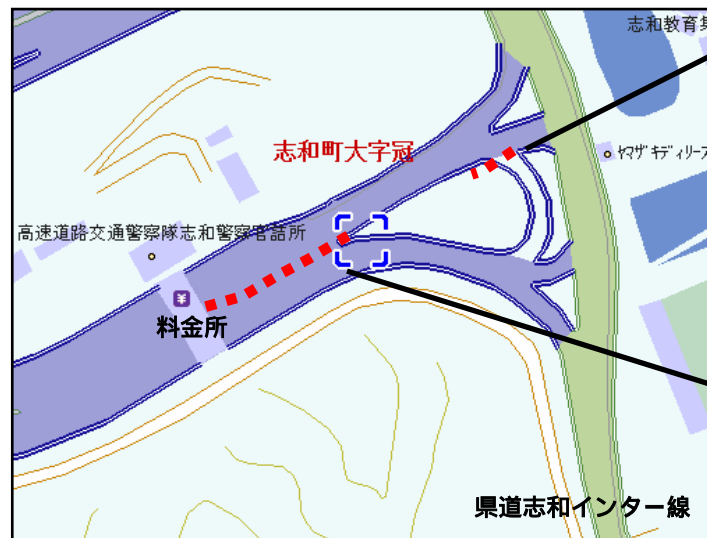 志和教育集
志和町大字冠
ﾔﾏｻﾞｷﾃﾞｨﾘｰｽ
高速道路交通警察隊志和警察官詰所
¥
料金所
県道志和インター線